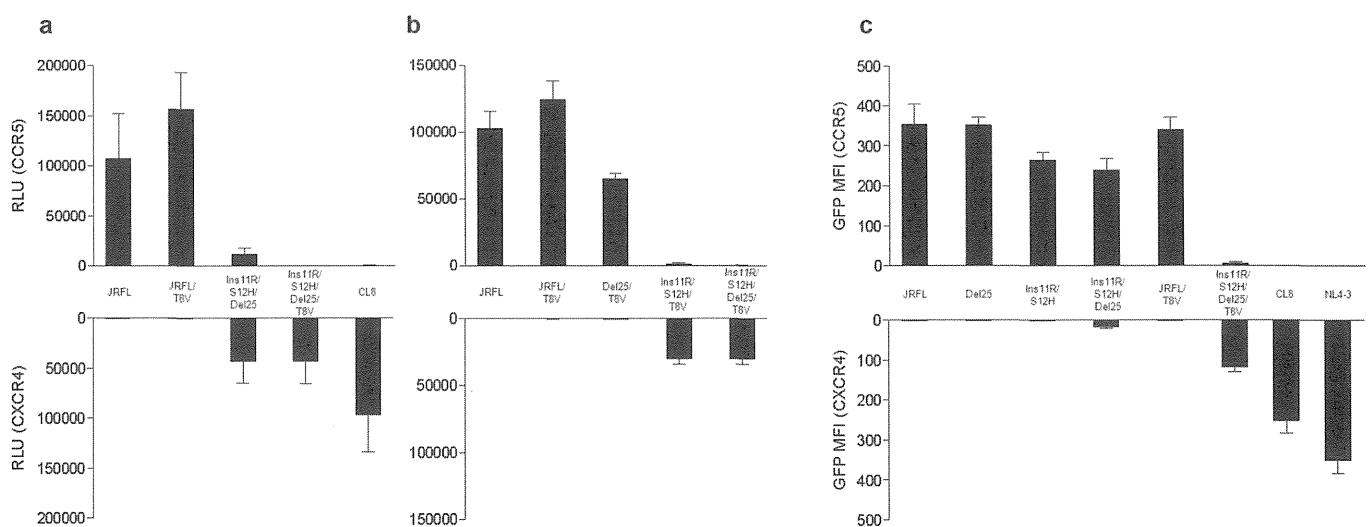 a
b
c
200000
150000
100000
50000
0
RLU (CCR5)
JRFL
JRFL/
T8V
Ins11R/
S12H/
Del25
Ins11R/
S12H/
Del25/
T8V
CL8
0
50000
100000
150000
200000
RLU (CXCR4)
150000
100000
50000
0
JRFL
JRFL/
T8V
Del25/
T8V
Ins11R/
S12H/
T8V
Ins11R/
S12H/
Del25/
T8V
0
50000
100000
150000
500
400
300
200
100
0
GFP MFI (CCR5)
JRFL
Del25
Ins11R/
S12H
Ins11R/
S12H/
Del25
JRFL/
T8V
Ins11R/
S12H/
Del25/
T8V
CL8
NL4-3
0
100
200
300
400
500
GFP MFI (CXCR4)